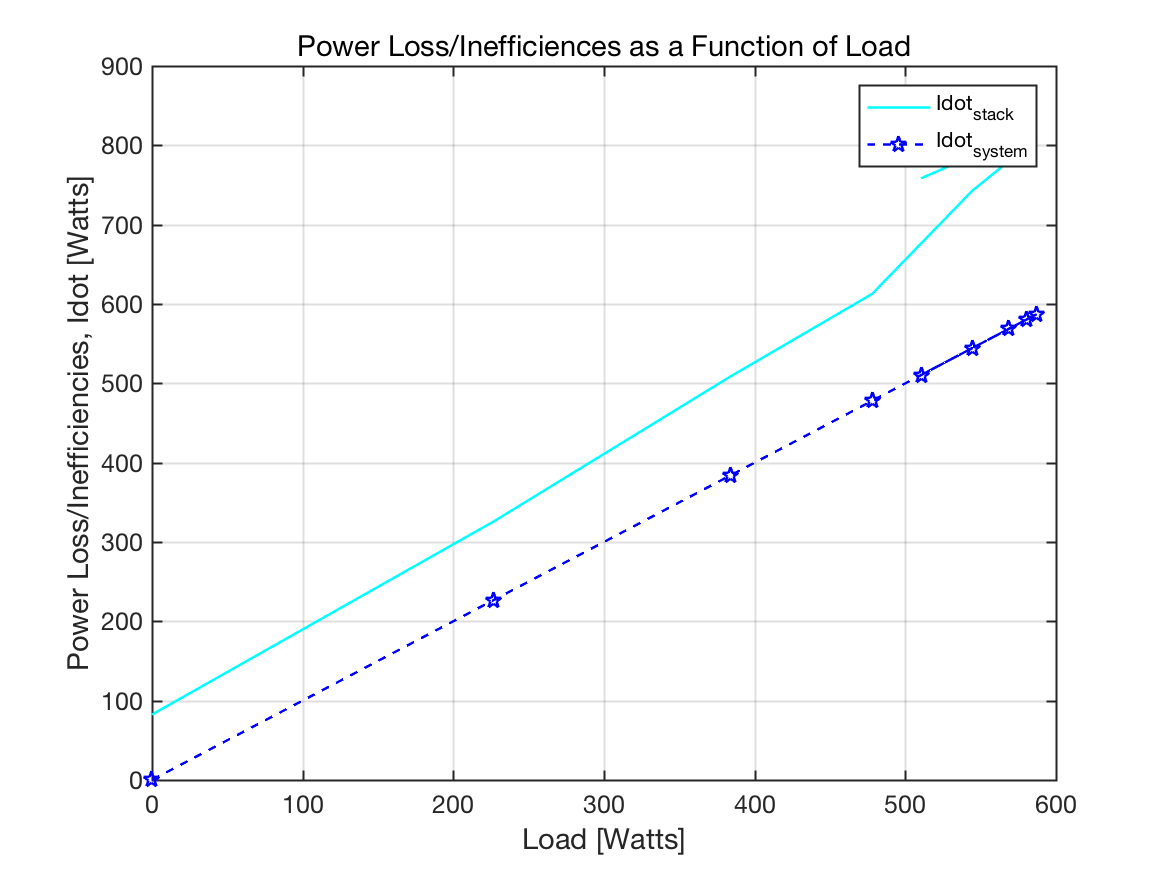 Power Loss/Inefficiences as a Function of Load
900
800
700
600
500
400
300
200
100
0
Power Loss/Inefficiencies, Idot [Watts]
Idot_stack
Idot_system
0 100 200 300 400 500 600
Load [Watts]